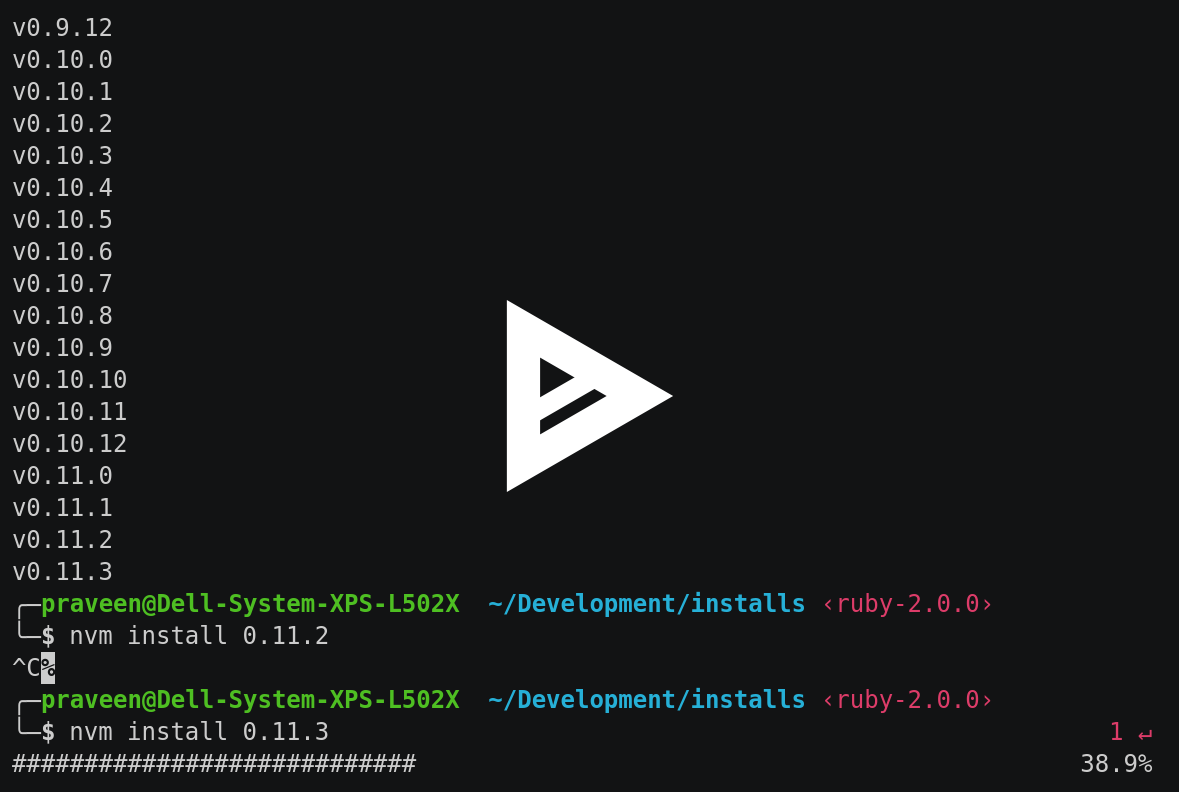 v0.9.12
v0.10.0
v0.10.1
v0.10.2
v0.10.3
v0.10.4
v0.10.5
v0.10.6
v0.10.7
v0.10.8
v0.10.9
v0.10.10
v0.10.11
v0.10.12
v0.11.0
v0.11.1
v0.11.2
v0.11.3
╭─praveen@Dell-System-XPS-L502X  ~/Development/installs ‹ruby-2.0.0›
╰─$ nvm install 0.11.2
^C%
╭─praveen@Dell-System-XPS-L502X  ~/Development/installs ‹ruby-2.0.0›
╰─$ nvm install 0.11.3 1 ↵
############################ 38.9%